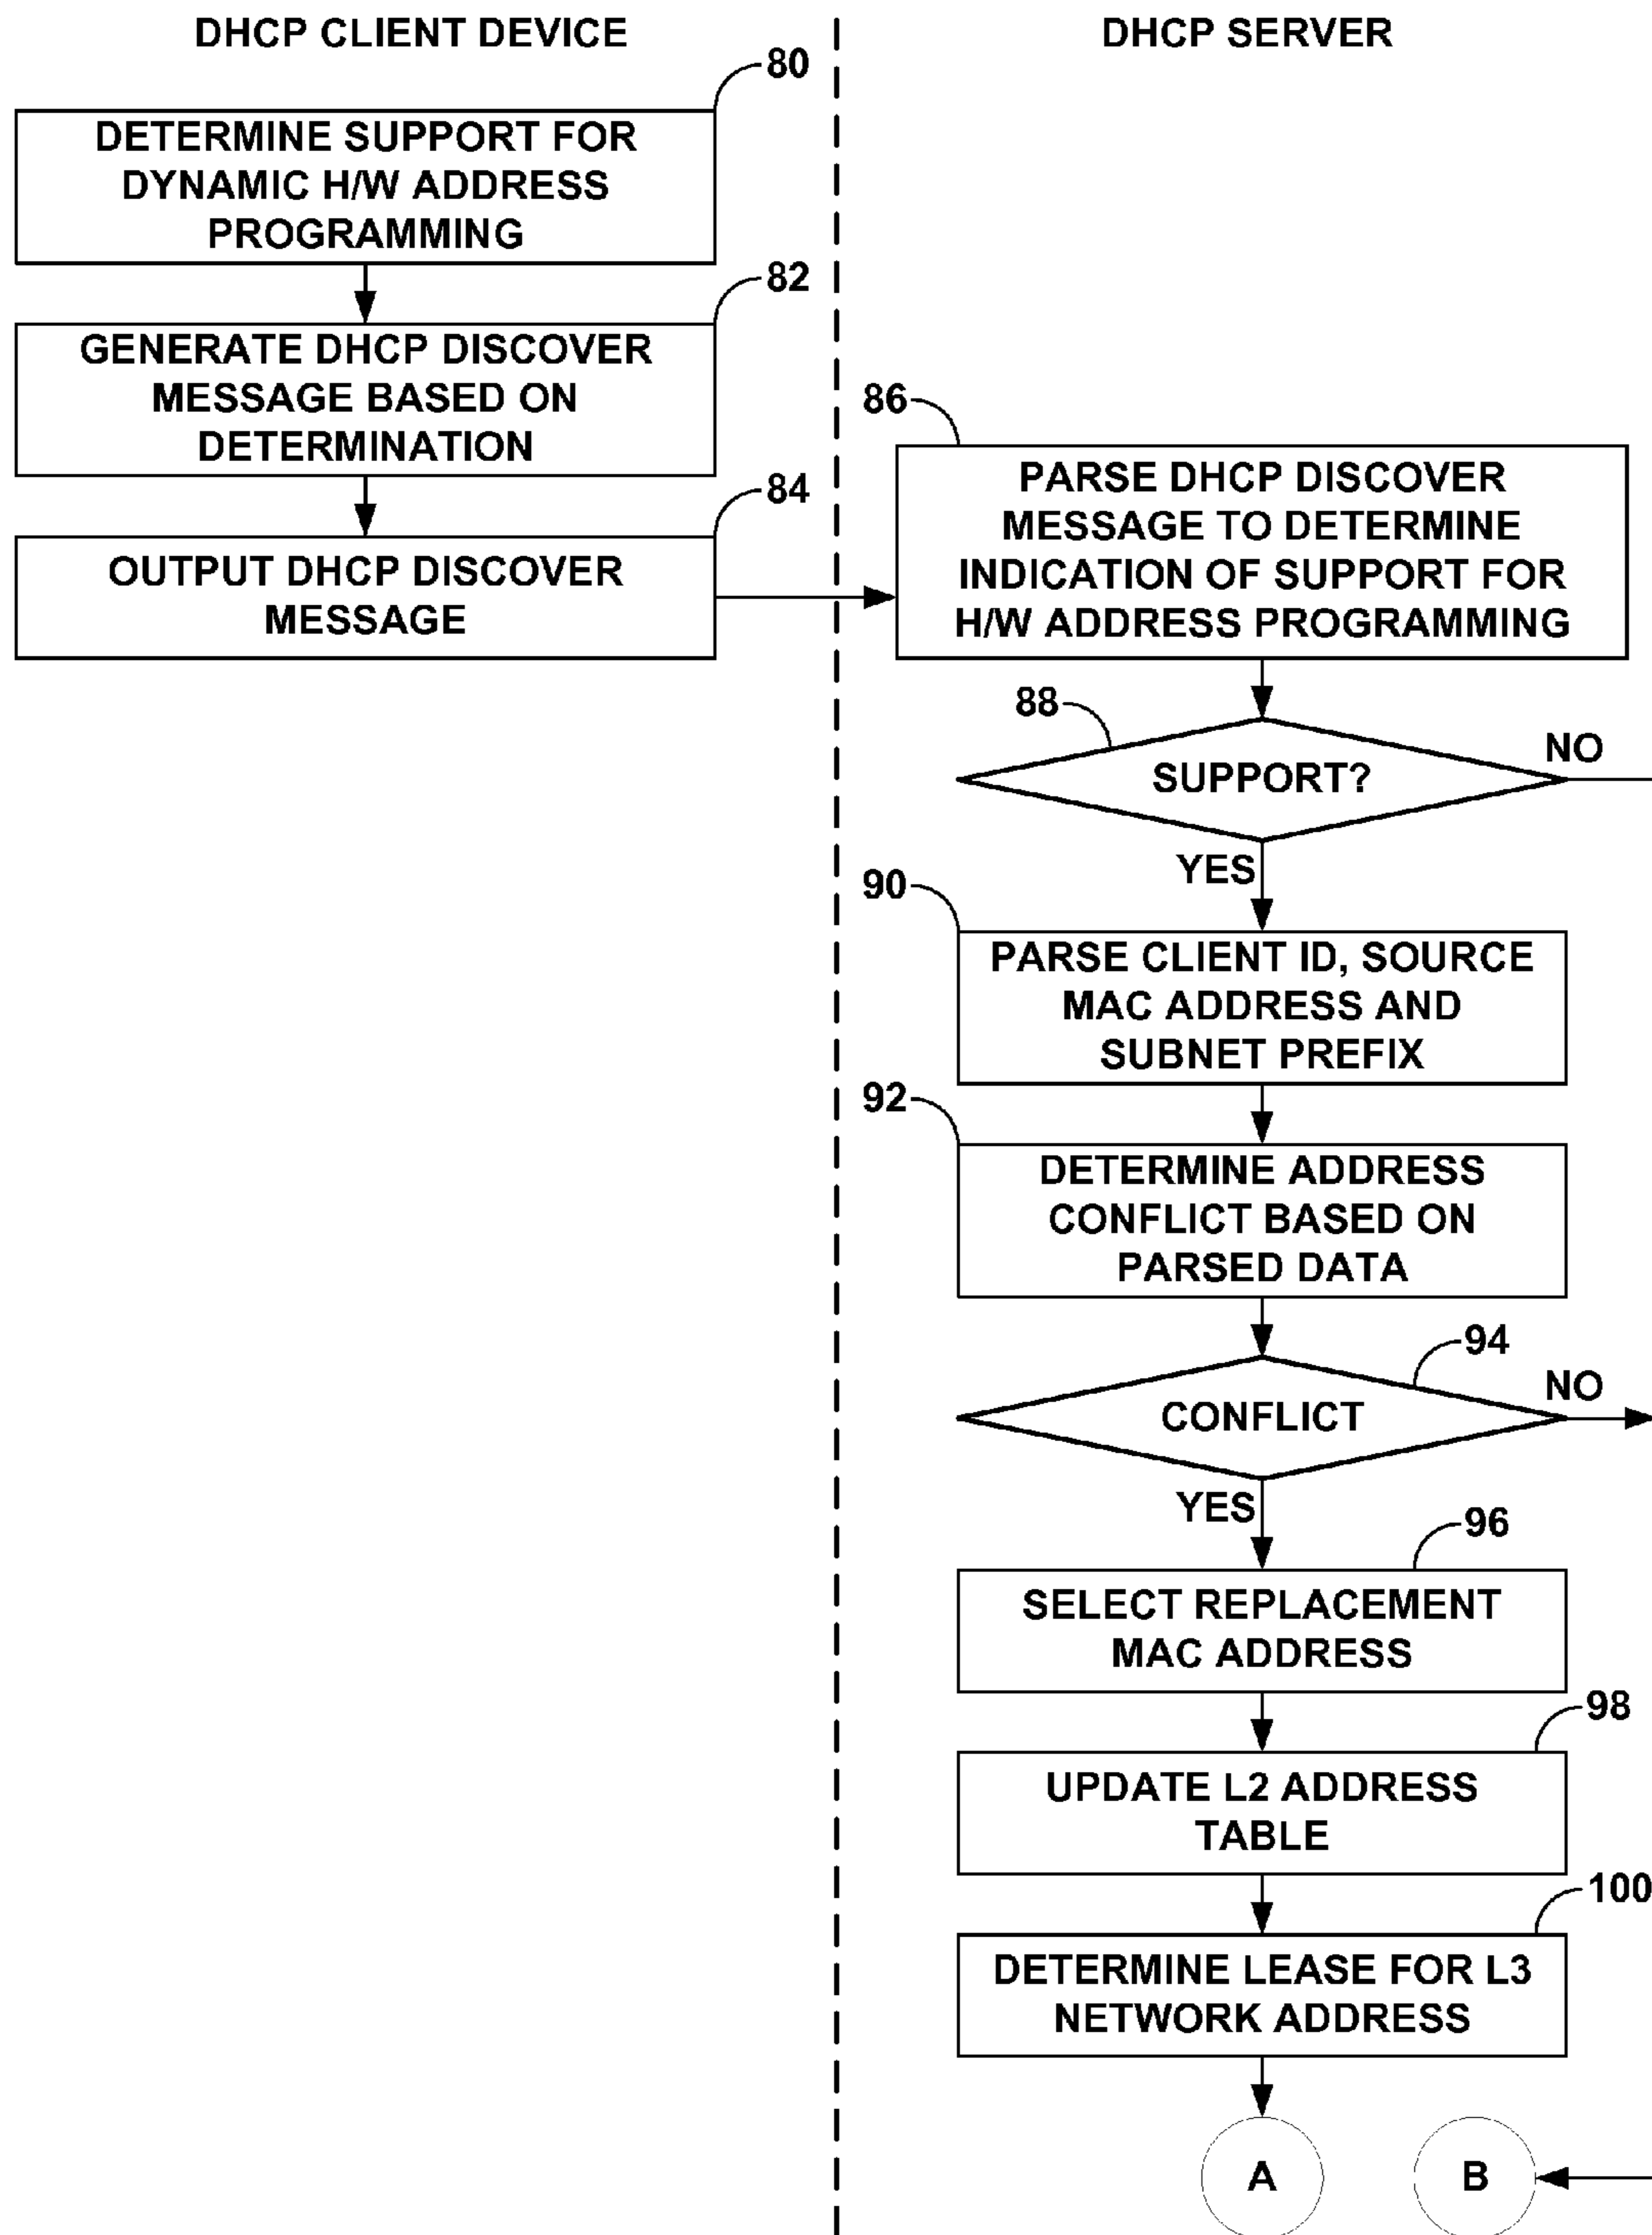 DHCP CLIENT DEVICE
80
DETERMINE SUPPORT FOR
DYNAMIC H/W ADDRESS
PROGRAMMING
82
GENERATE DHCP DISCOVER
MESSAGE BASED ON
DETERMINATION
84
OUTPUT DHCP DISCOVER
MESSAGE
DHCP SERVER
86
PARSE DHCP DISCOVER
MESSAGE TO DETERMINE
INDICATION OF SUPPORT FOR
H/W ADDRESS PROGRAMMING
88
SUPPORT?
NO
YES
90
PARSE CLIENT ID, SOURCE
MAC ADDRESS AND
SUBNET PREFIX
92
DETERMINE ADDRESS
CONFLICT BASED ON
PARSED DATA
94
CONFLICT
NO
YES
96
SELECT REPLACEMENT
MAC ADDRESS
98
UPDATE L2 ADDRESS
TABLE
100
DETERMINE LEASE FOR L3
NETWORK ADDRESS
A
B